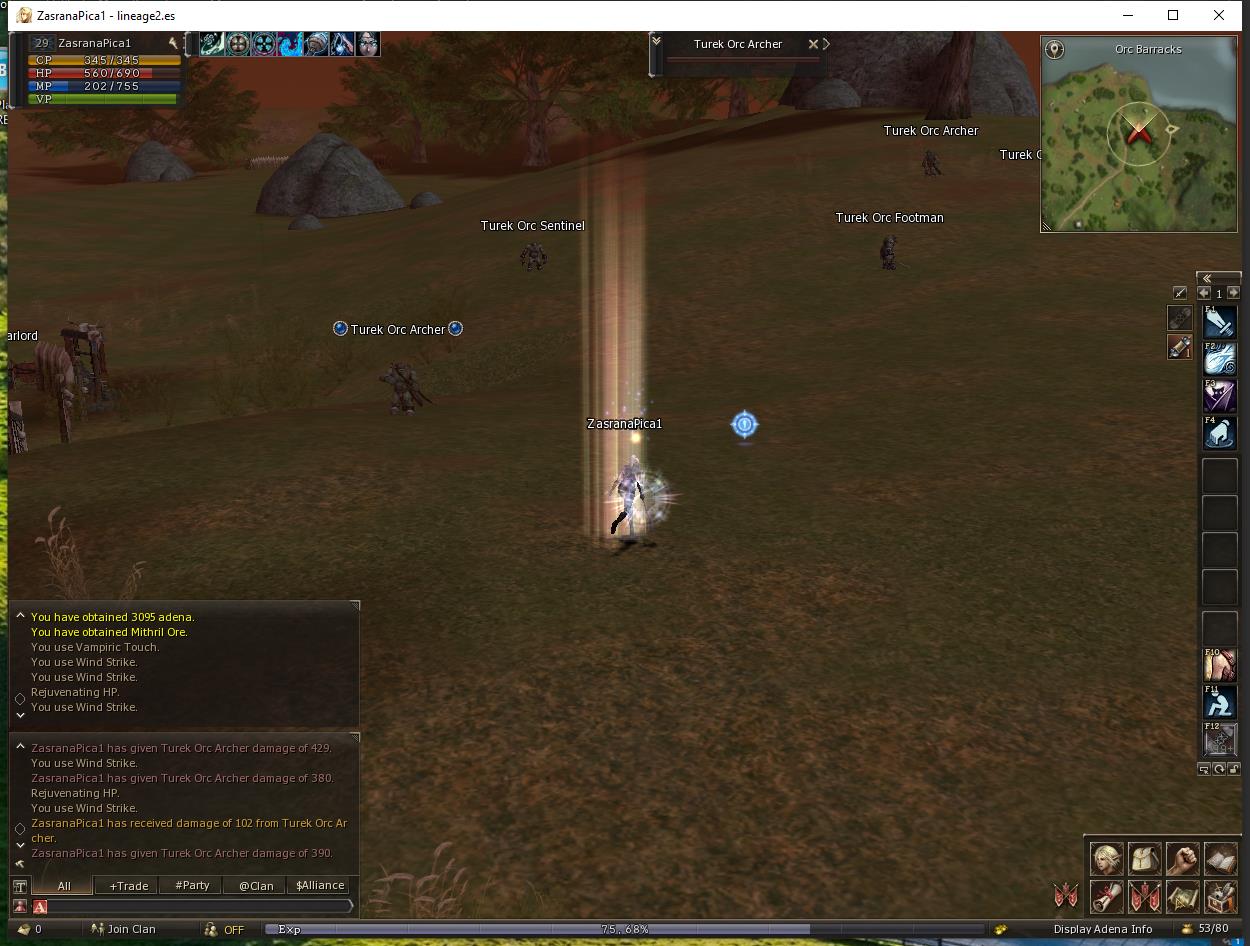 ZasranaPica1 - lineage2.es
29 ZasranaPica1
CP 345/345
HP 560/690
MP 202/755
VP
Turek Orc Archer
Orc Barracks
Turek Orc Archer
Turek O
Turek Orc Footman
Turek Orc Sentinel
Turek Orc Archer
arlord
ZasranaPica1
1
F1
F2
F3
F4
F10
F11
F12
99+
1
You have obtained 3095 adena.
You have obtained Mithril Ore.
You use Vampiric Touch.
You use Wind Strike.
You use Wind Strike.
Rejuvenating HP.
You use Wind Strike.
ZasranaPica1 has given Turek Orc Archer damage of 429.
You use Wind Strike.
ZasranaPica1 has given Turek Orc Archer damage of 380.
Rejuvenating HP.
You use Wind Strike.
ZasranaPica1 has received damage of 102 from Turek Orc Ar
cher.
ZasranaPica1 has given Turek Orc Archer damage of 390.
All +Trade #Party @Clan $Alliance
A
0 Join Clan OFF Exp 75.68% Display Adena Info 53/80